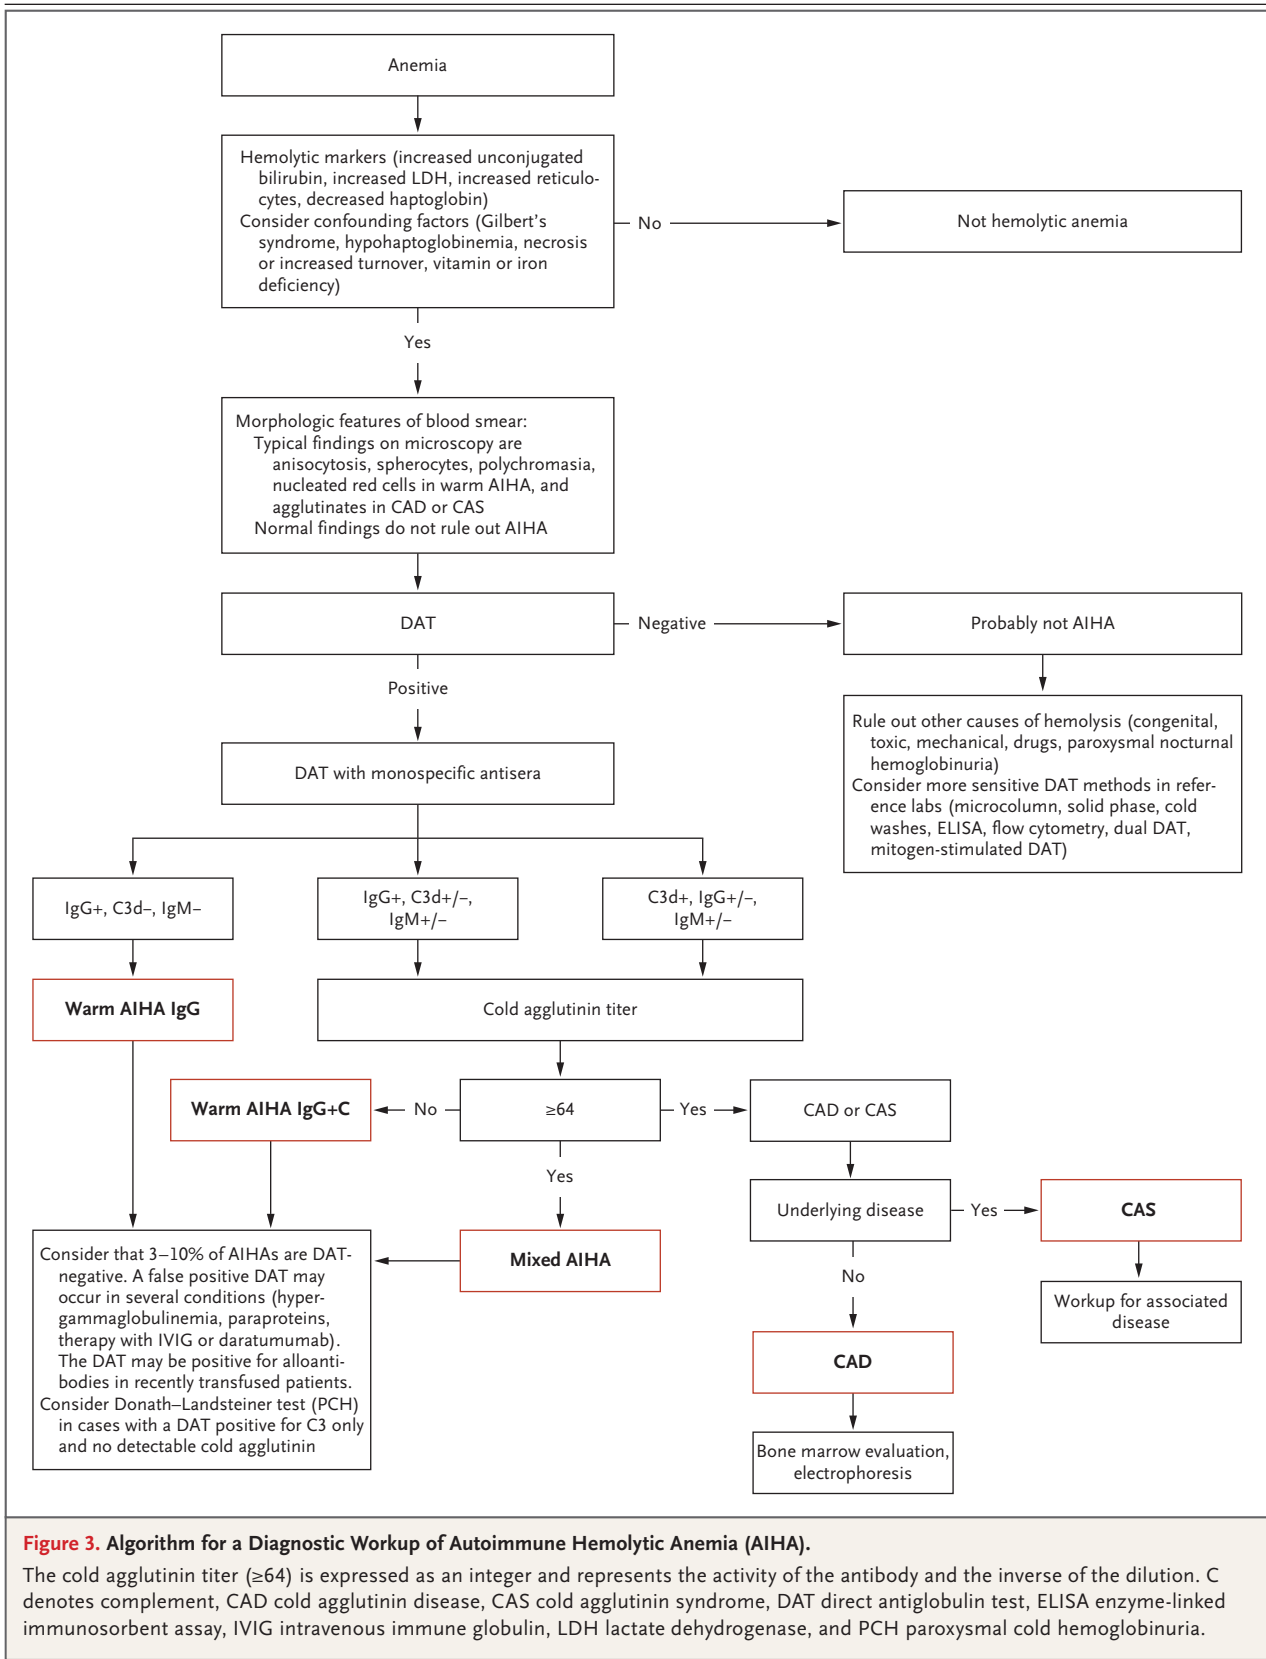 Anemia
Hemolytic markers (increased unconjugated
bilirubin, increased LDH, increased reticulo-
cytes, decreased haptoglobin)
Consider confounding factors (Gilbert's
syndrome, hypohaptoglobinemia, necrosis
or increased turnover, vitamin or iron
deficiency)
No
Not hemolytic anemia
Yes
Morphologic features of blood smear:
Typical findings on microscopy are
anisocytosis, spherocytes, polychromasia,
nucleated red cells in warm AIHA, and
agglutinates in CAD or CAS
Normal findings do not rule out AIHA
DAT
Negative
Probably not AIHA
Positive
Rule out other causes of hemolysis (congenital,
toxic, mechanical, drugs, paroxysmal nocturnal
hemoglobinuria)
Consider more sensitive DAT methods in refer-
ence labs (microcolumn, solid phase, cold
washes, ELISA, flow cytometry, dual DAT,
mitogen-stimulated DAT)
DAT with monospecific antisera
IgG+, C3d–, IgM–
IgG+, C3d+/–,
IgM+/–
C3d+, IgG+/–,
IgM+/–
Warm AIHA IgG
Cold agglutinin titer
Warm AIHA IgG+C
No
≥64
Yes
CAD or CAS
Yes
Underlying disease
Yes
CAS
Consider that 3–10% of AIHAs are DAT-
negative. A false positive DAT may
occur in several conditions (hyper-
gammaglobulinemia, paraproteins,
therapy with IVIG or daratumumab).
The DAT may be positive for alloanti-
bodies in recently transfused patients.
Consider Donath–Landsteiner test (PCH)
in cases with a DAT positive for C3 only
and no detectable cold agglutinin
Mixed AIHA
No
Workup for associated
disease
CAD
Bone marrow evaluation,
electrophoresis
Figure 3. Algorithm for a Diagnostic Workup of Autoimmune Hemolytic Anemia (AIHA).
The cold agglutinin titer (≥64) is expressed as an integer and represents the activity of the antibody and the inverse of the dilution. C
denotes complement, CAD cold agglutinin disease, CAS cold agglutinin syndrome, DAT direct antiglobulin test, ELISA enzyme-linked
immunosorbent assay, IVIG intravenous immune globulin, LDH lactate dehydrogenase, and PCH paroxysmal cold hemoglobinuria.